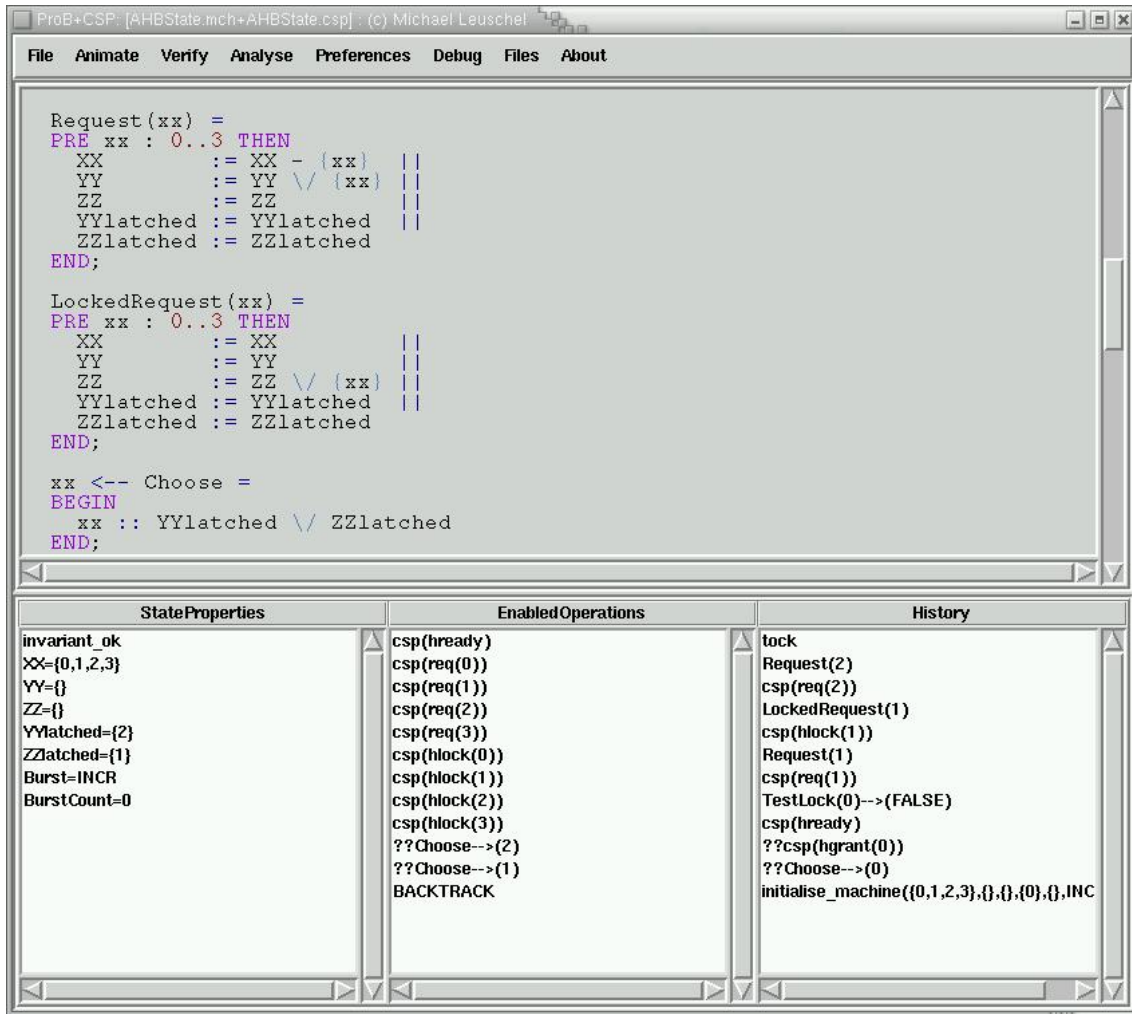 ProB+CSP: [AHBState.mch+AHBState.csp] : (c) Michael Leuschel
File Animate Verify Analyse Preferences Debug Files About
Request(xx) =
PRE xx : 0..3 THEN
XX := XX - {xx} ||
YY := YY \/ {xx} ||
ZZ := ZZ ||
YYlatched := YYlatched ||
ZZlatched := ZZlatched
END;
LockedRequest(xx) =
PRE xx : 0..3 THEN
XX := XX ||
YY := YY ||
ZZ := ZZ \/ {xx} ||
YYlatched := YYlatched ||
ZZlatched := ZZlatched
END;
xx <-- Choose =
BEGIN
xx :: YYlatched \/ ZZlatched
END;
StateProperties
invariant_ok
XX={0,1,2,3}
YY={}
ZZ={}
YYlatched={2}
ZZlatched={1}
Burst=INCR
BurstCount=0
EnabledOperations
csp(hready)
csp(req(0))
csp(req(1))
csp(req(2))
csp(req(3))
csp(hlock(0))
csp(hlock(1))
csp(hlock(2))
csp(hlock(3))
??Choose-->(2)
??Choose-->(1)
BACKTRACK
History
tock
Request(2)
csp(req(2))
LockedRequest(1)
csp(hlock(1))
Request(1)
csp(req(1))
TestLock(0)-->(FALSE)
csp(hready)
??csp(hgrant(0))
??Choose-->(0)
initialise_machine({0,1,2,3},{},{},{0},{},INC